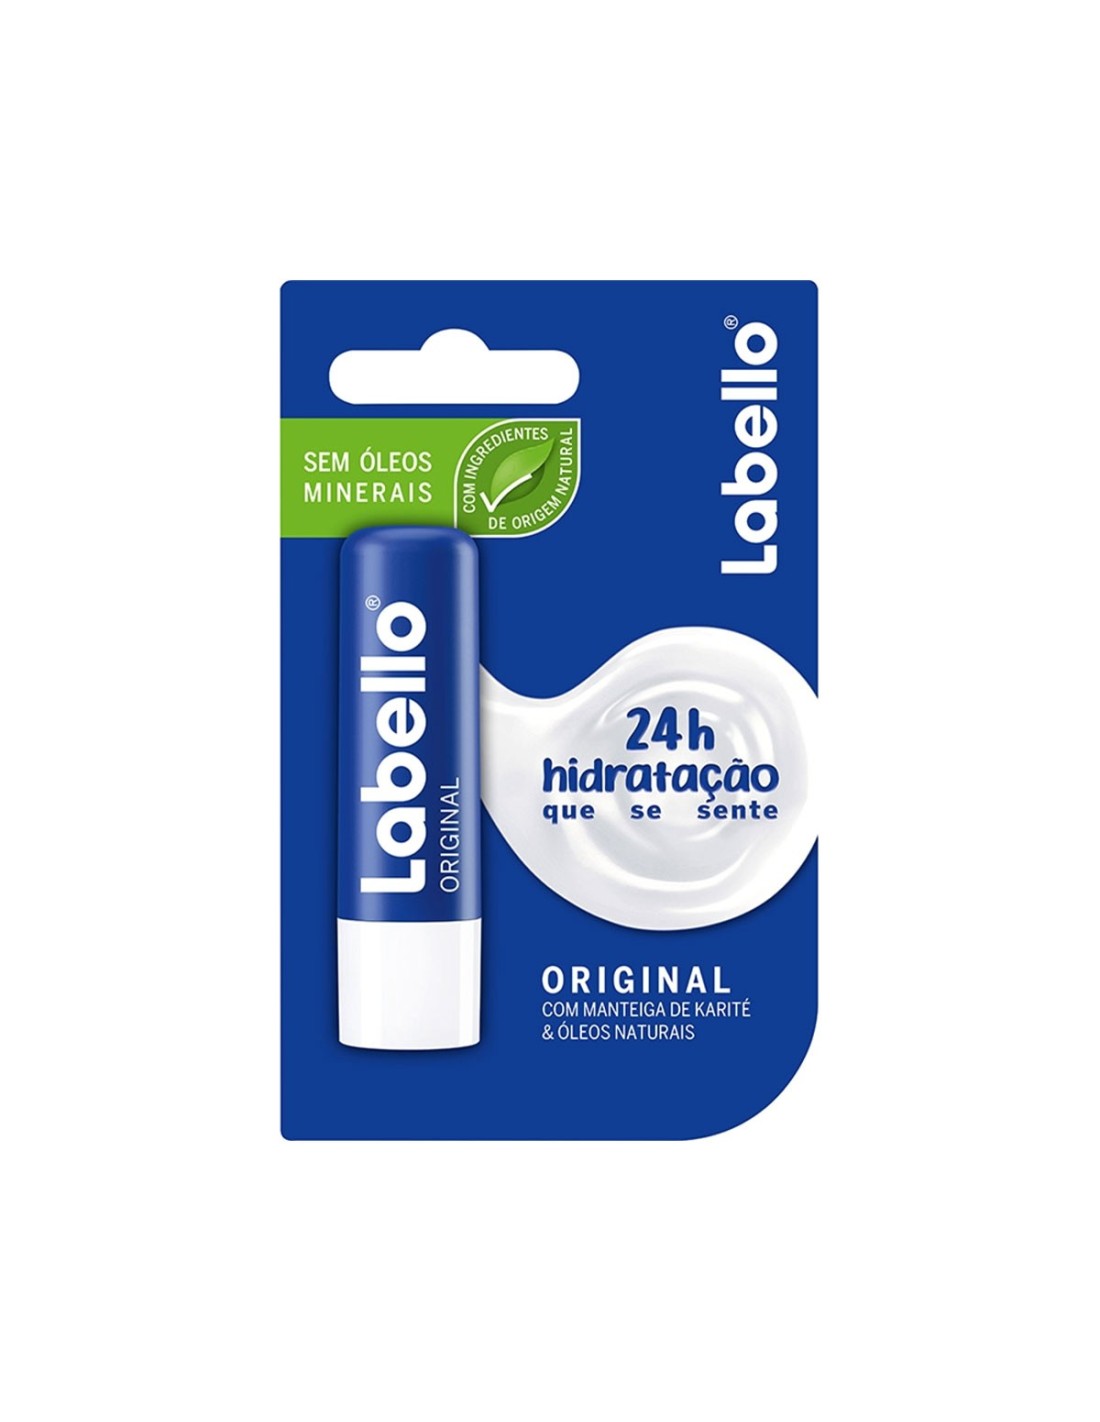 Labello®
SEM ÓLEOS
MINERAIS
COM INGREDIENTES
DE ORIGEM NATURAL
Labello®
ORIGINAL
24h
hidratação
que se sente
ORIGINAL
COM MANTEIGA DE KARITÉ
& ÓLEOS NATURAIS